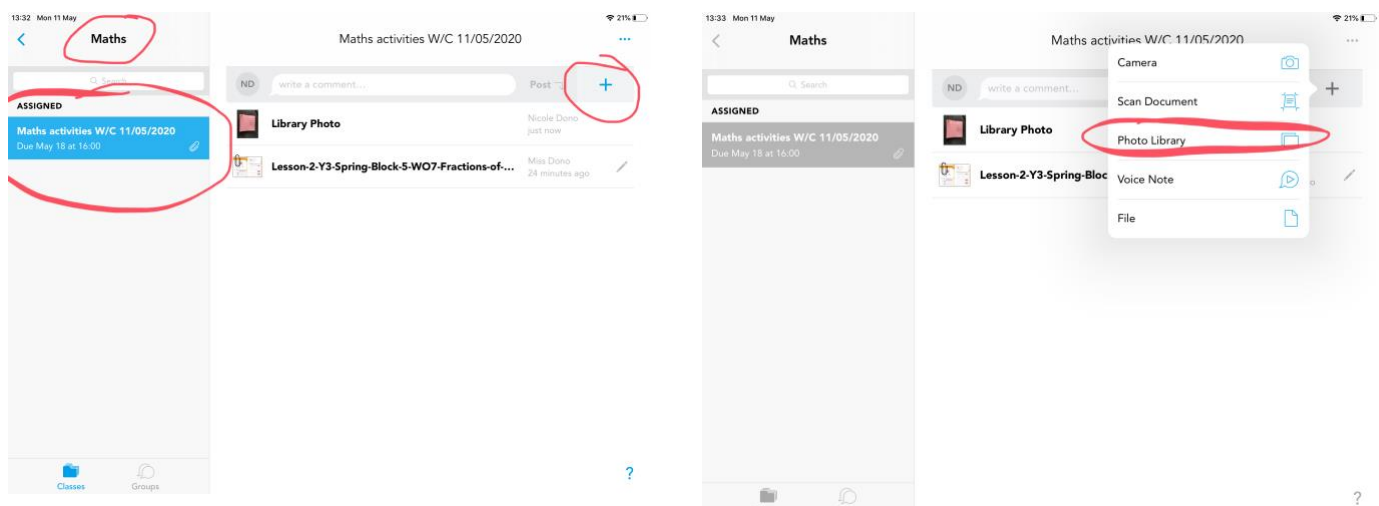 13:32 Mon 11 May
21%
Maths
Maths activities W/C 11/05/2020
Search
ND
write a comment...
Post
ASSIGNED
Maths activities W/C 11/05/2020
Due May 18 at 16:00
Library Photo
Nicole Dono
just now
Lesson-2-Y3-Spring-Block-5-WO7-Fractions-of-...
Miss Dono
24 minutes ago
Classes
Groups
?
13:33 Mon 11 May
21%
Maths
Maths activities W/C 11/05/2020
Search
ND
write a comment...
ASSIGNED
Maths activities W/C 11/05/2020
Due May 18 at 16:00
Library Photo
Lesson-2-Y3-Spring-Bloc
Camera
Scan Document
Photo Library
Voice Note
File
?